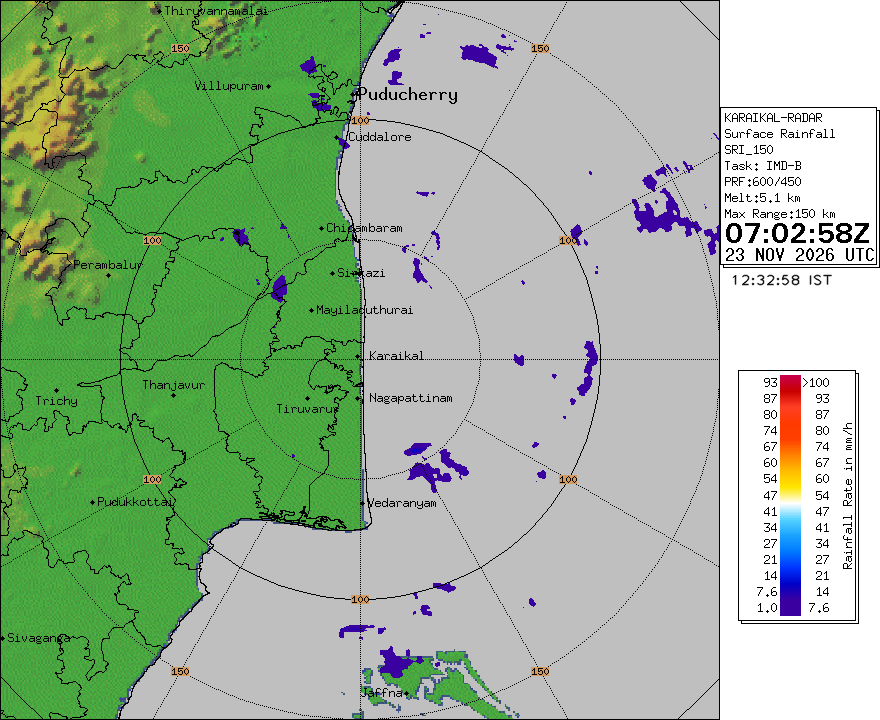 Thiruvannamalai
150
150
Villupuram
Puducherry
100
Cuddalore
KARAIKAL-RADAR
Surface Rainfall
SRI_150
Task: IMD-B
PRF:600/450
Melt:5.1 km
Max Range:150 km
07:02:58Z
23 NOV 2026 UTC
12:32:58 IST
Chidambaram
100
100
Perambalur
Sirkazi
Mayiladuthurai
Karaikal
Thanjavur
Trichy
Tiruvarur
Nagapattinam
100
100
Pudukkottai
Vedaranyam
100
Sivaganga
150
150
Jaffna
93 >100
87 93
80 87
74 80
67 74
60 67
54 60
47 54
41 47
34 41
27 34
21 27
14 21
7.6 14
1.0 7.6
Rainfall Rate in mm/h